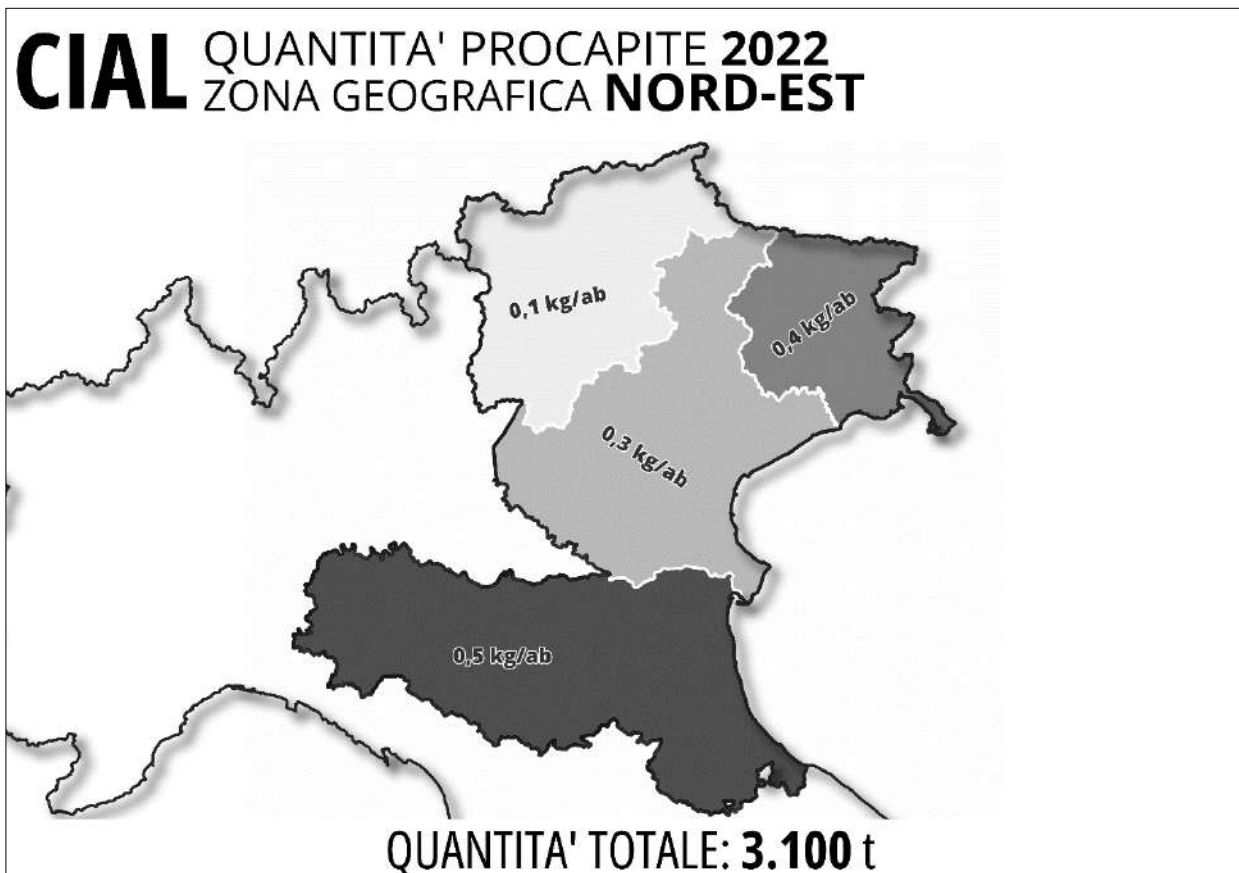 CIAL
QUANTITA' PROCAPITE 2022
ZONA GEOGRAFICA NORD-EST
0,1 kg/ab
0,4 kg/ab
0,3 kg/ab
0,5 kg/ab
QUANTITA' TOTALE: 3.100 t